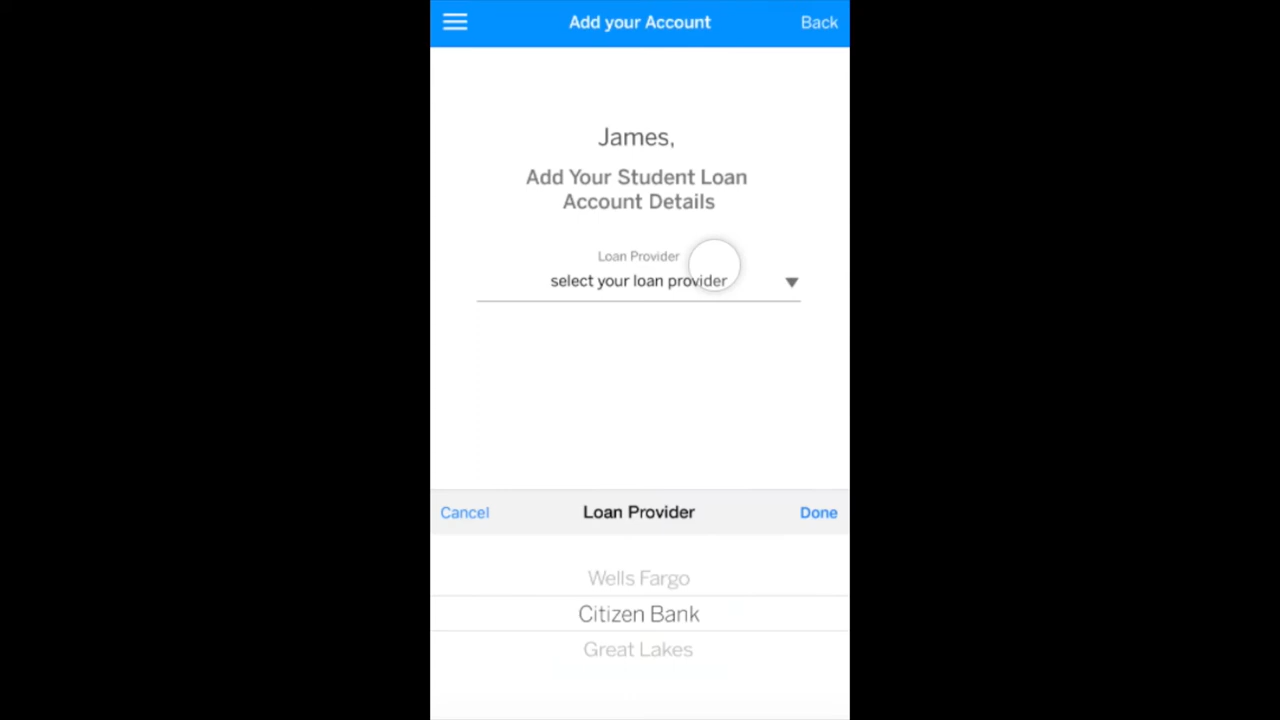 Add your Account
Back
James,
Add Your Student Loan
Account Details
Loan Provider
select your loan provider
Cancel
Loan Provider
Done
Wells Fargo
Citizen Bank
Great Lakes